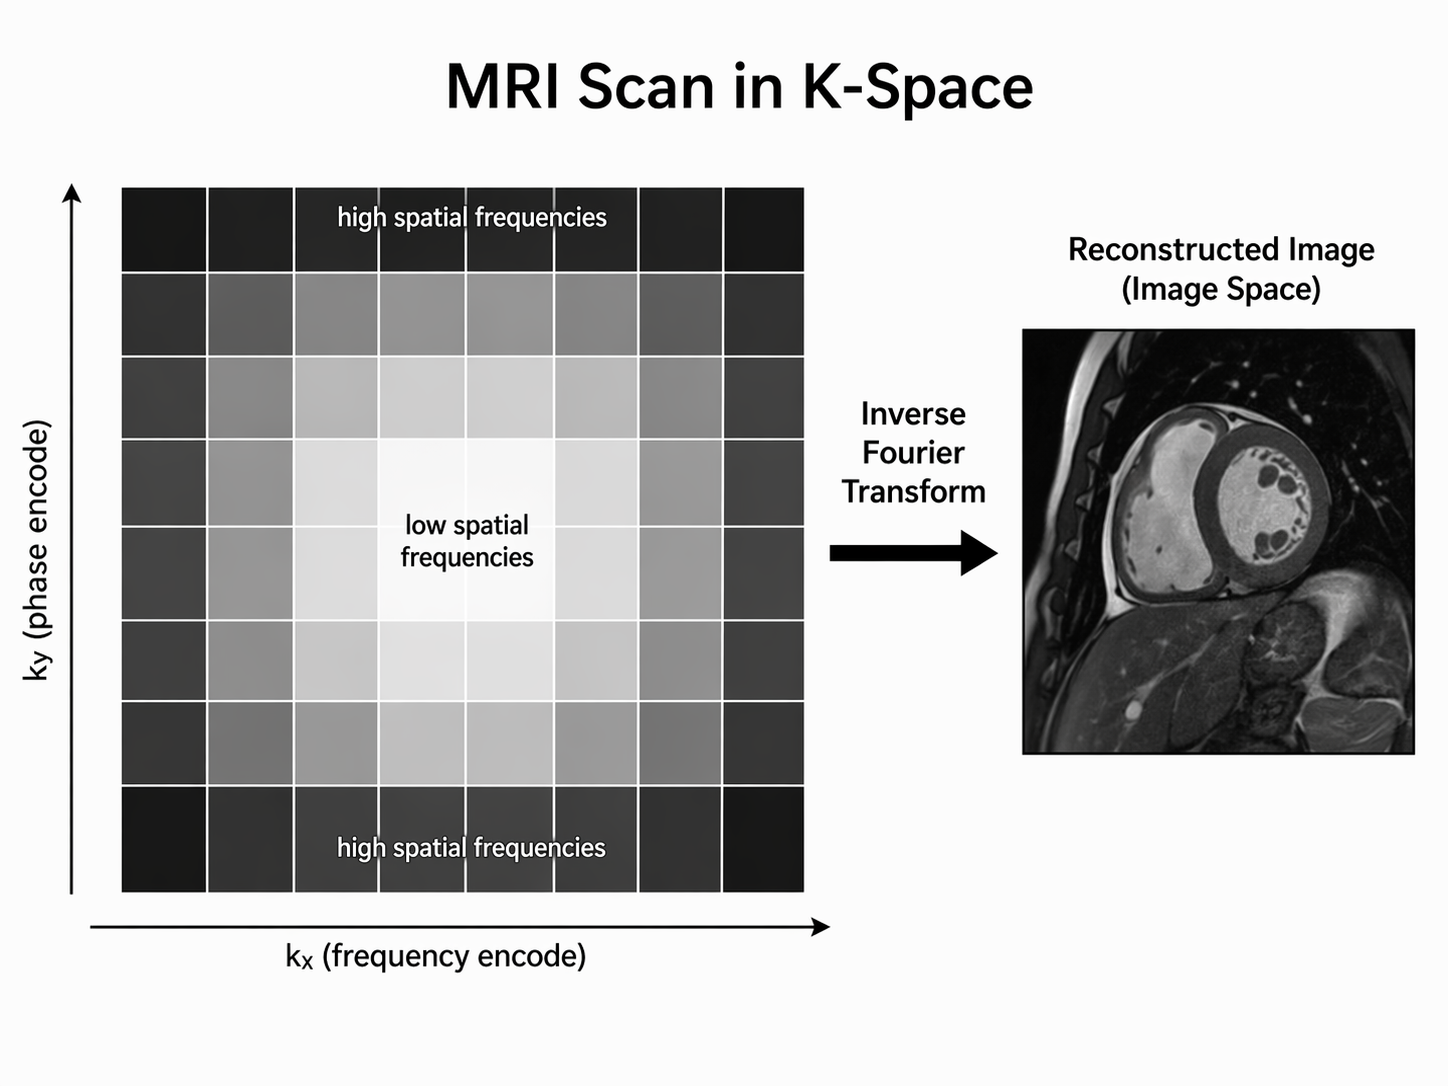 MRI Scan in K-Space
high spatial frequencies
low spatial
frequencies
high spatial frequencies
ky (phase encode)
kx (frequency encode)
Inverse
Fourier
Transform
Reconstructed Image
(Image Space)